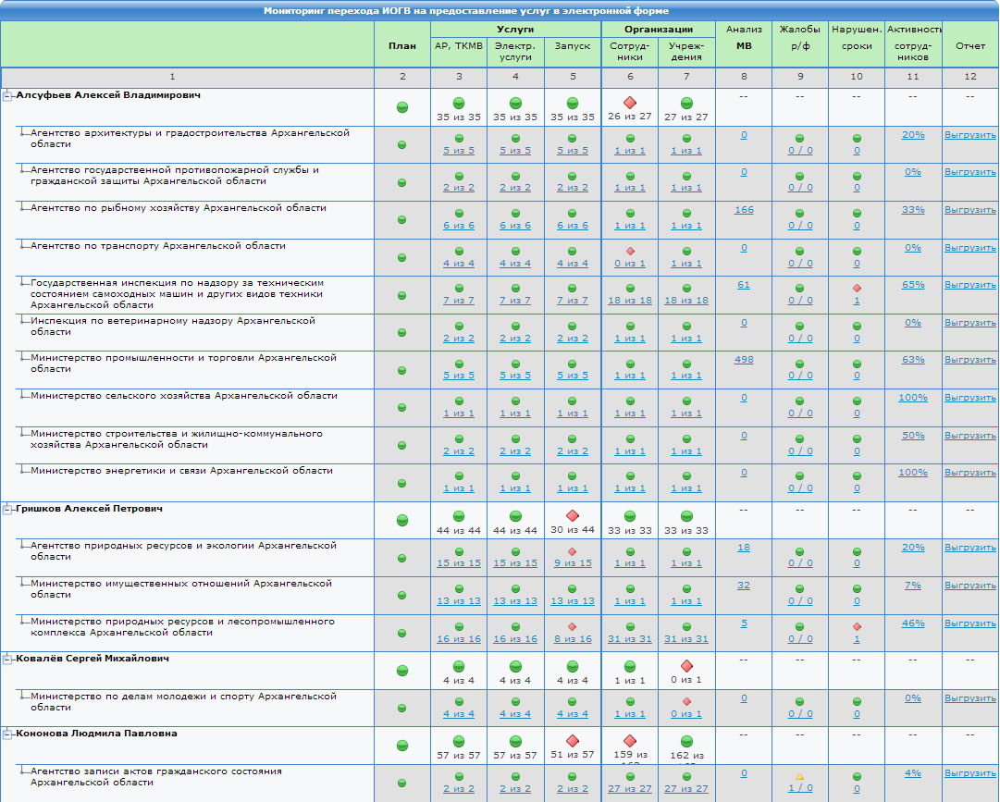 Мониторинг перехода ИОГВ на предоставление услуг в электронной форме
План Услуги Организации Анализ МВ Жалобы р/ф Нарушен. сроки Активность сотруд-ников Отчет
АР, ТКМВ Электр. услуги Запуск Сотруд-ники Учреж-дения
1 2 3 4 5 6 7 8 9 10 11 12
Алсуфьев Алексей Владимирович
35 из 35 35 из 35 35 из 35 26 из 27 27 из 27 -- -- -- -- --
Агентство архитектуры и градостроительства Архангельской
области
5 из 5 5 из 5 5 из 5 1 из 1 1 из 1 0 0 / 0 0 20% Выгрузить
Агентство государственной противопожарной службы и
гражданской защиты Архангельской области
2 из 2 2 из 2 2 из 2 1 из 1 1 из 1 0 0 / 0 0 0% Выгрузить
Агентство по рыбному хозяйству Архангельской области
6 из 6 6 из 6 6 из 6 1 из 1 1 из 1 166 0 / 0 0 33% Выгрузить
Агентство по транспорту Архангельской области
4 из 4 4 из 4 4 из 4 0 из 1 1 из 1 0 0 / 0 0 0% Выгрузить
Государственная инспекция по надзору за техническим
состоянием самоходных машин и других видов техники
Архангельской области
7 из 7 7 из 7 7 из 7 18 из 18 18 из 18 61 0 / 0 1 65% Выгрузить
Инспекция по ветеринарному надзору Архангельской
области
2 из 2 2 из 2 2 из 2 1 из 1 1 из 1 0 0 / 0 0 0% Выгрузить
Министерство промышленности и торговли Архангельской
области
5 из 5 5 из 5 5 из 5 1 из 1 1 из 1 498 0 / 0 0 63% Выгрузить
Министерство сельского хозяйства Архангельской области
1 из 1 1 из 1 1 из 1 1 из 1 1 из 1 0 0 / 0 0 100% Выгрузить
Министерство строительства и жилищно-коммунального
хозяйства Архангельской области
2 из 2 2 из 2 2 из 2 1 из 1 1 из 1 0 0 / 0 0 50% Выгрузить
Министерство энергетики и связи Архангельской области
1 из 1 1 из 1 1 из 1 1 из 1 1 из 1 0 0 / 0 0 100% Выгрузить
Гришков Алексей Петрович
44 из 44 44 из 44 30 из 44 33 из 33 33 из 33 -- -- -- -- --
Агентство природных ресурсов и экологии Архангельской
области
15 из 15 15 из 15 9 из 15 1 из 1 1 из 1 18 0 / 0 0 20% Выгрузить
Министерство имущественных отношений Архангельской
области
13 из 13 13 из 13 13 из 13 1 из 1 1 из 1 32 0 / 0 0 7% Выгрузить
Министерство природных ресурсов и лесопромышленного
комплекса Архангельской области
16 из 16 16 из 16 8 из 16 31 из 31 31 из 31 5 0 / 0 1 46% Выгрузить
Ковалёв Сергей Михайлович
4 из 4 4 из 4 4 из 4 1 из 1 0 из 1 -- -- -- -- --
Министерство по делам молодежи и спорту Архангельской
области
4 из 4 4 из 4 4 из 4 1 из 1 0 из 1 0 0 / 0 0 0% Выгрузить
Кононова Людмила Павловна
57 из 57 57 из 57 51 из 57 159 из 162 из -- -- -- -- --
Агентство записи актов гражданского состояния
Архангельской области
2 из 2 2 из 2 2 из 2 27 из 27 27 из 27 0 1 / 0 0 4% Выгрузить